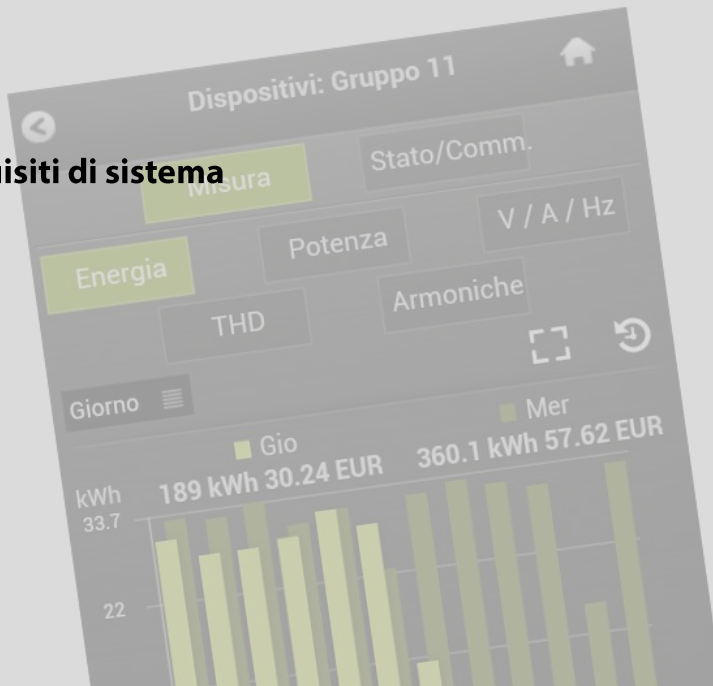 Dispositivi: Gruppo 11
isiti di sistema
Misura
Stato/Comm.
Energia
Potenza
V / A / Hz
THD
Armoniche
Giorno
Gio
Mer
189 kWh 30.24 EUR
360.1 kWh 57.62 EUR
kWh
33.7
22